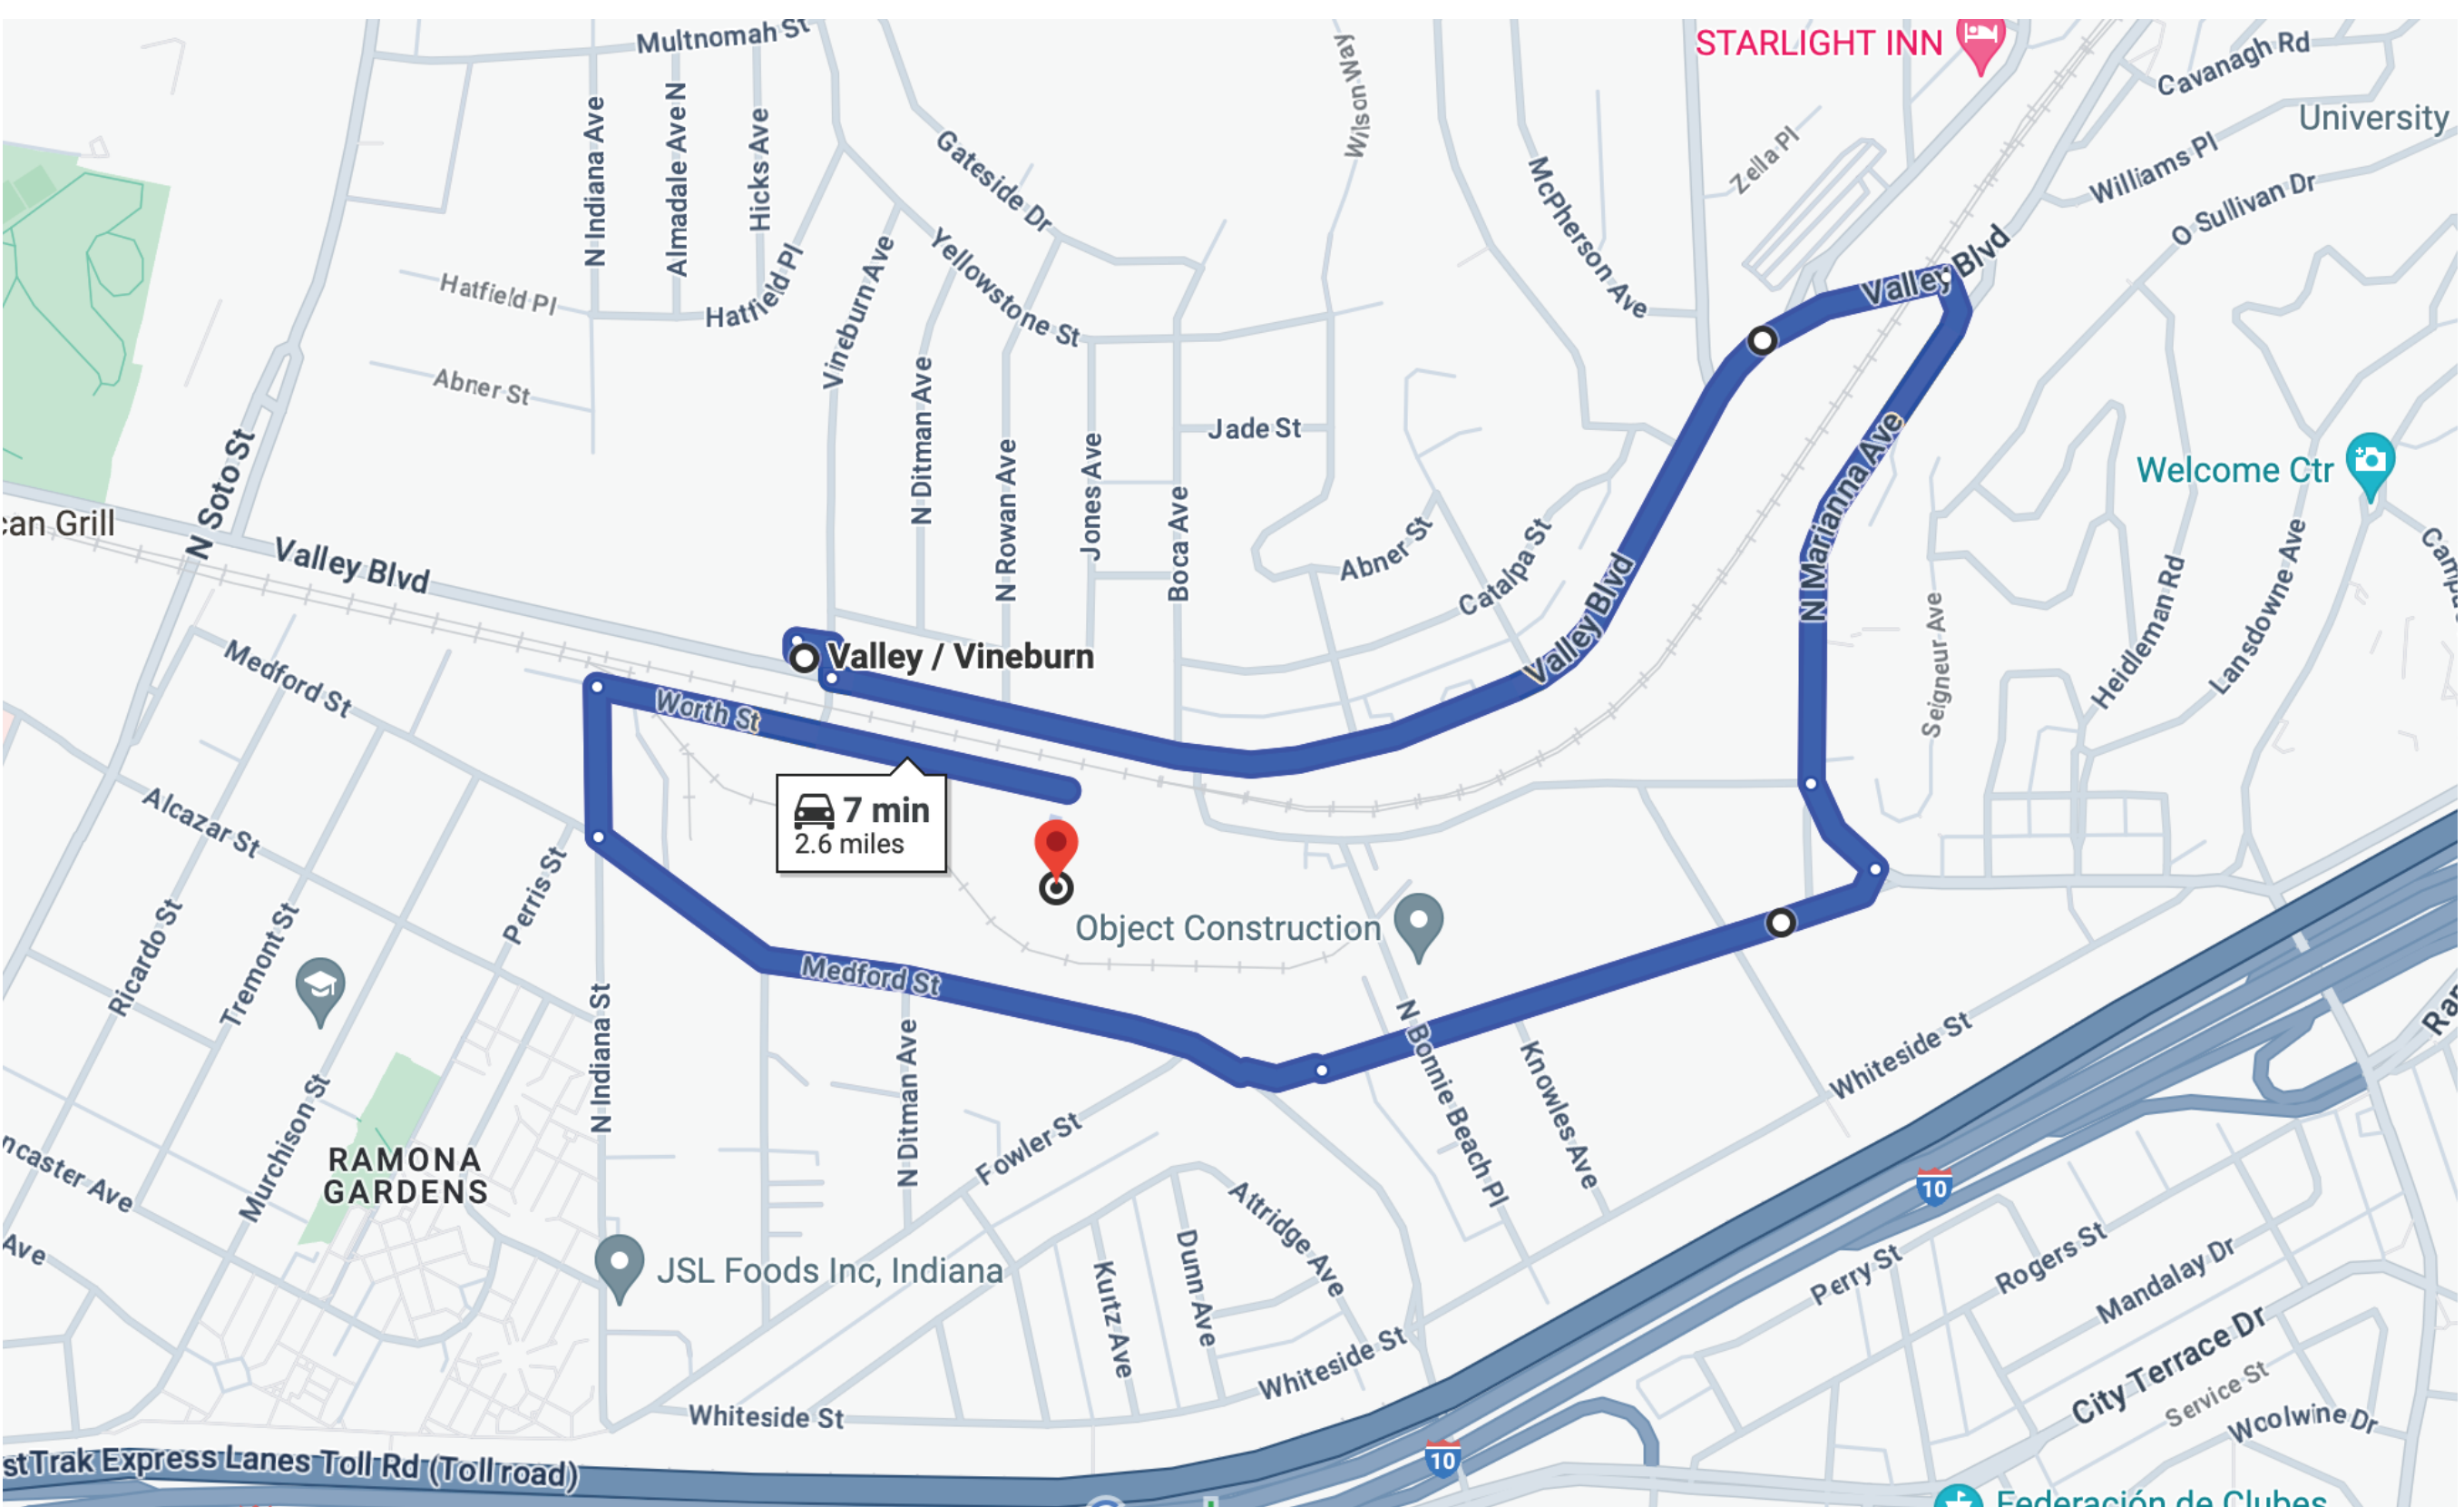 Multnomah St
STARLIGHT INN
Cavanagh Rd
University
Wilson Way
N Indiana Ave
Almadale Ave N
Hicks Ave
Gateside Dr
McPherson Ave
Zella Pl
Williams Pl
O Sullivan Dr
Hatfield Pl
Hatfield Pl
Vineburn Ave
Yellowstone St
Valley Blvd
Abner St
N Ditman Ave
N Rowan Ave
Jones Ave
Boca Ave
Jade St
N Marianna Ave
Welcome Ctr
can Grill
N Soto St
Valley Blvd
Abner St
Catalpa St
Valley Blvd
Seigneur Ave
Heidleman Rd
Lansdowne Ave
Medford St
Valley / Vineburn
Worth St
7 min
2.6 miles
Alcazar St
Perris St
Object Construction
Ricardo St
Tremont St
Medford St
N Indiana St
N Ditman Ave
N Bonnie Beach Pl
Knowles Ave
Whiteside St
Murchison St
ncaster Ave
RAMONA
GARDENS
Fowler St
Attridge Ave
10
Ave
JSL Foods Inc, Indiana
Kurtz Ave
Dunn Ave
Perry St
Rogers St
Mandalay Dr
Whiteside St
City Terrace Dr
Service St
Woolwine Dr
Whiteside St
stTrak Express Lanes Toll Rd (Toll road)
10
Federación de Clubes